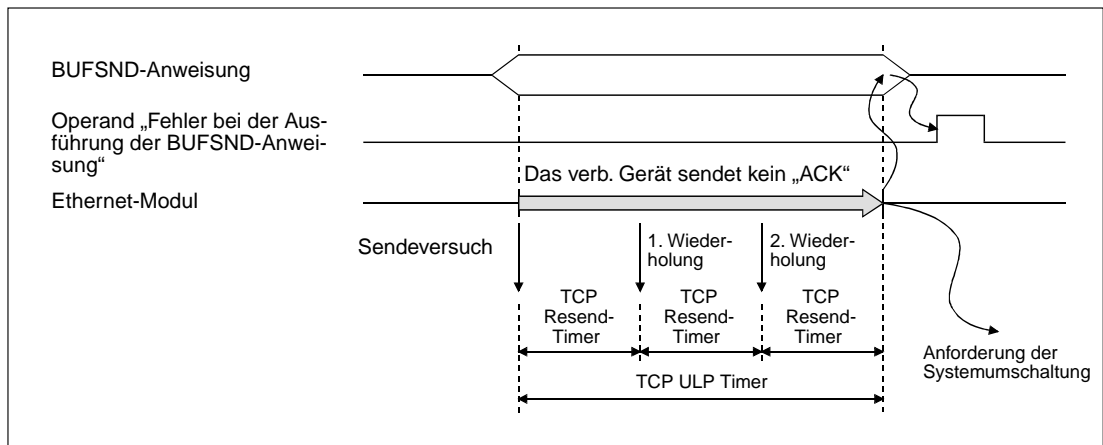 BUFSND-Anweisung
Operand „Fehler bei der Aus-
führung der BUFSND-Anwei-
sung“
Das verb. Gerät sendet kein „ACK“
Ethernet-Modul
Sendeversuch
1. Wieder-
holung
2. Wieder-
holung
TCP
Resend-
Timer
TCP
Resend-
Timer
TCP
Resend-
Timer
Anforderung der
Systemumschaltung
TCP ULP Timer